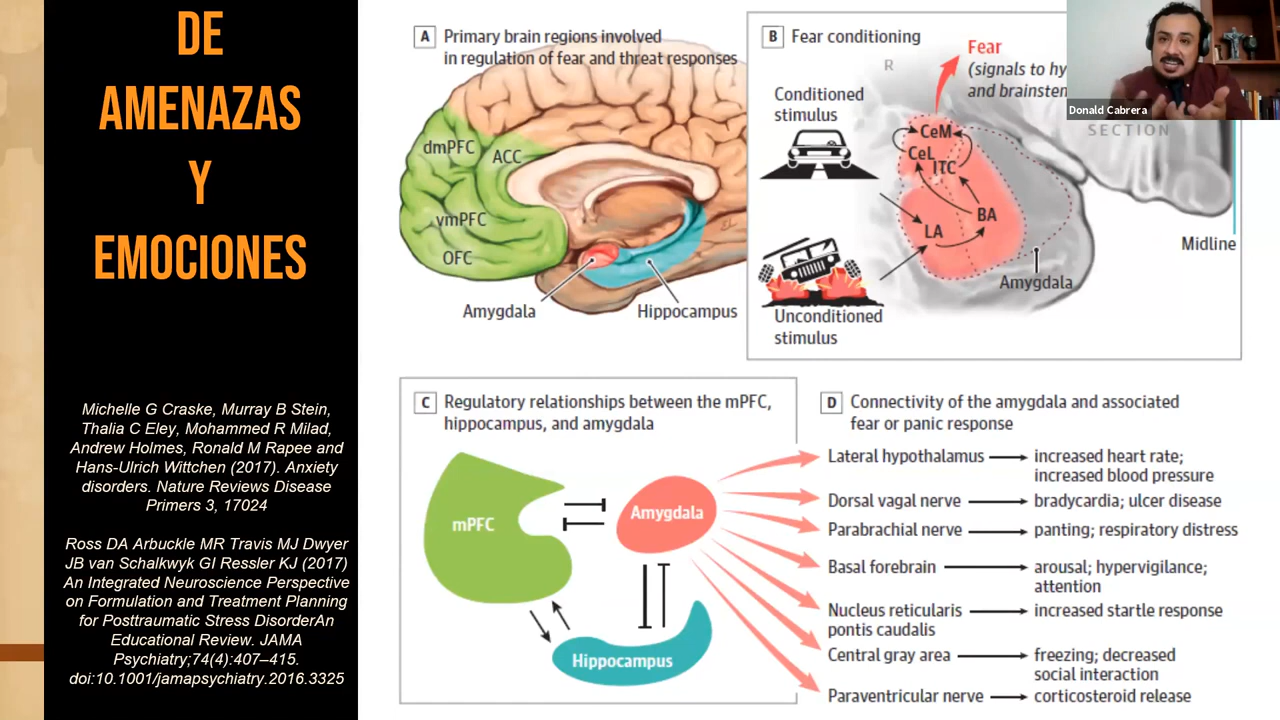 DE
AMENAZAS
Y
EMOCIONES
Michelle G Craske, Murray B Stein,
Thalia C Eley, Mohammed R Milad,
Andrew Holmes, Ronald M Rapee and
Hans-Ulrich Wittchen (2017). Anxiety
disorders. Nature Reviews Disease
Primers 3, 17024
Ross DA Arbuckle MR Travis MJ Dwyer
JB van Schalkwyk GI Ressler KJ (2017)
An Integrated Neuroscience Perspective
on Formulation and Treatment Planning
for Posttraumatic Stress DisorderAn
Educational Review. JAMA
Psychiatry;74(4):407–415.
doi:10.1001/jamapsychiatry.2016.3325
A Primary brain regions involved
in regulation of fear and threat responses
dmPFC
ACC
vmPFC
OFC
Amygdala
Hippocampus
B Fear conditioning
R
Fear
(signals to hy
and brainsten
Donald Cabrera
SECTION
Conditioned
stimulus
CeM
CeL
ITC
BA
LA
Midline
Amygdala
Unconditioned
stimulus
C Regulatory relationships between the mPFC,
hippocampus, and amygdala
mPFC
Amygdala
Hippocampus
D Connectivity of the amygdala and associated
fear or panic response
Lateral hypothalamus
increased heart rate;
increased blood pressure
Dorsal vagal nerve
bradycardia; ulcer disease
Parabrachial nerve
panting; respiratory distress
Basal forebrain
arousal; hypervigilance;
attention
Nucleus reticularis
pontis caudalis
increased startle response
Central gray area
freezing; decreased
social interaction
Paraventricular nerve
corticosteroid release